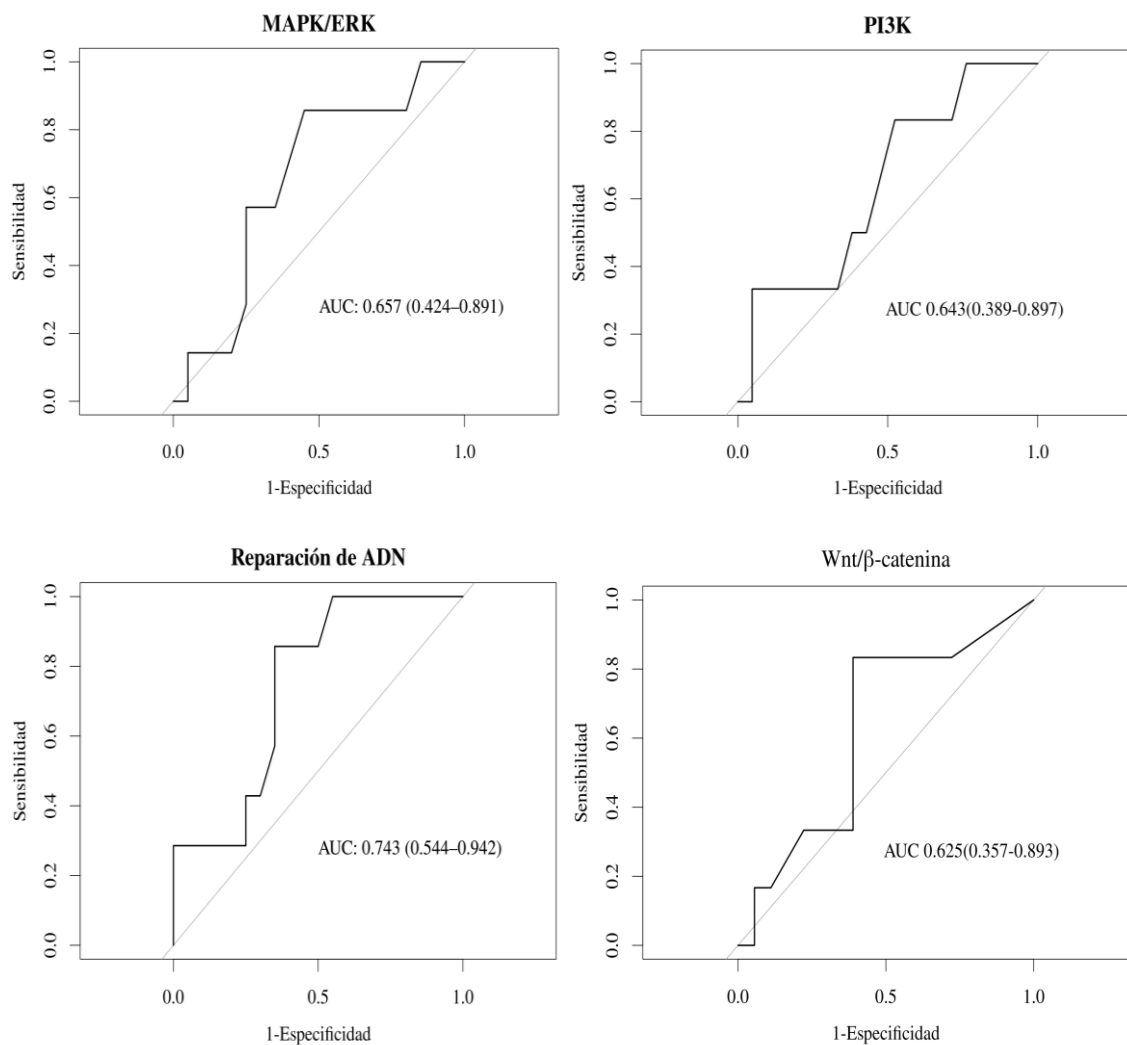 MAPK/ERK
Sensibilidad
0.0 0.2 0.4 0.6 0.8 1.0
AUC: 0.657 (0.424–0.891)
0.0 0.5 1.0
1-Especificidad
PI3K
Sensibilidad
0.0 0.2 0.4 0.6 0.8 1.0
AUC 0.643(0.389-0.897)
0.0 0.5 1.0
1-Especificidad
Reparación de ADN
Sensibilidad
0.0 0.2 0.4 0.6 0.8 1.0
AUC: 0.743 (0.544–0.942)
0.0 0.5 1.0
1-Especificidad
Wnt/β-catenina
Sensibilidad
0.0 0.2 0.4 0.6 0.8 1.0
AUC 0.625(0.357-0.893)
0.0 0.5 1.0
1-Especificidad